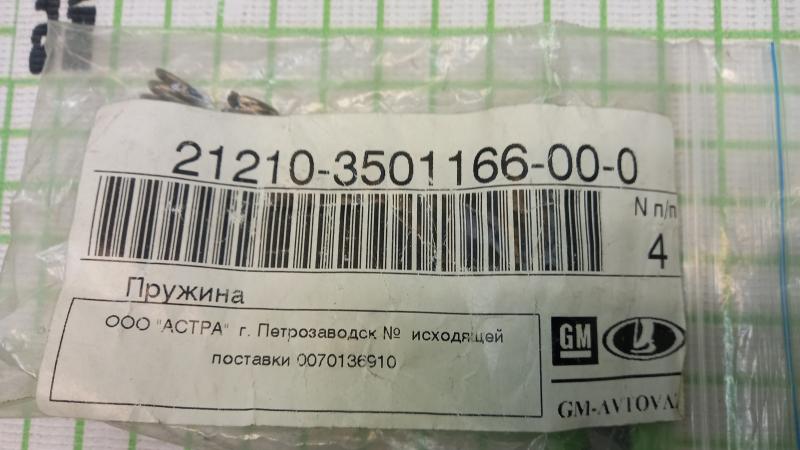 21210-3501166-00-0
N п/п
4
Пружина
ООО "АСТРА" г. Петрозаводск № исходящей
поставки 0070136910
GM
GM-AVTOVAZ